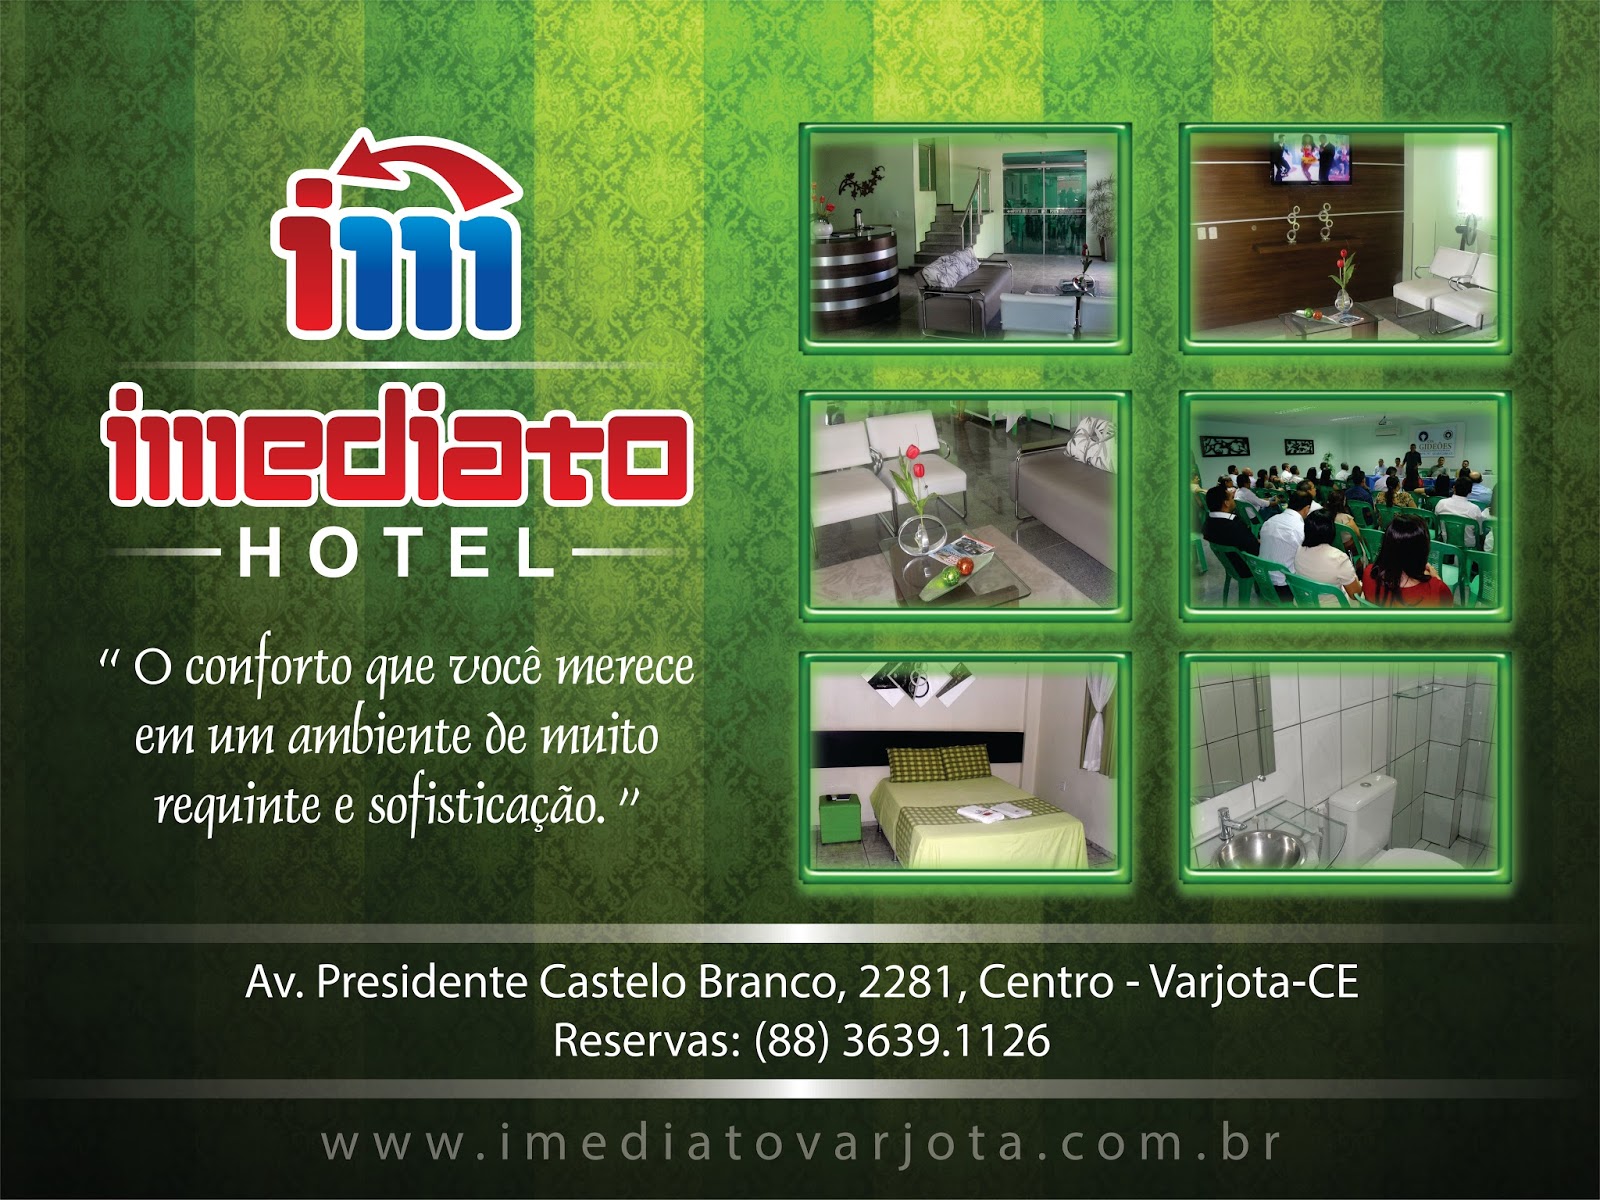 im
imediato
HOTEL
“ O conforto que você merece
em um ambiente de muito
requinte e sofisticação. ”
GIDEÕES
Av. Presidente Castelo Branco, 2281, Centro - Varjota-CE
Reservas: (88) 3639.1126
www.imediatovarjota.com.br